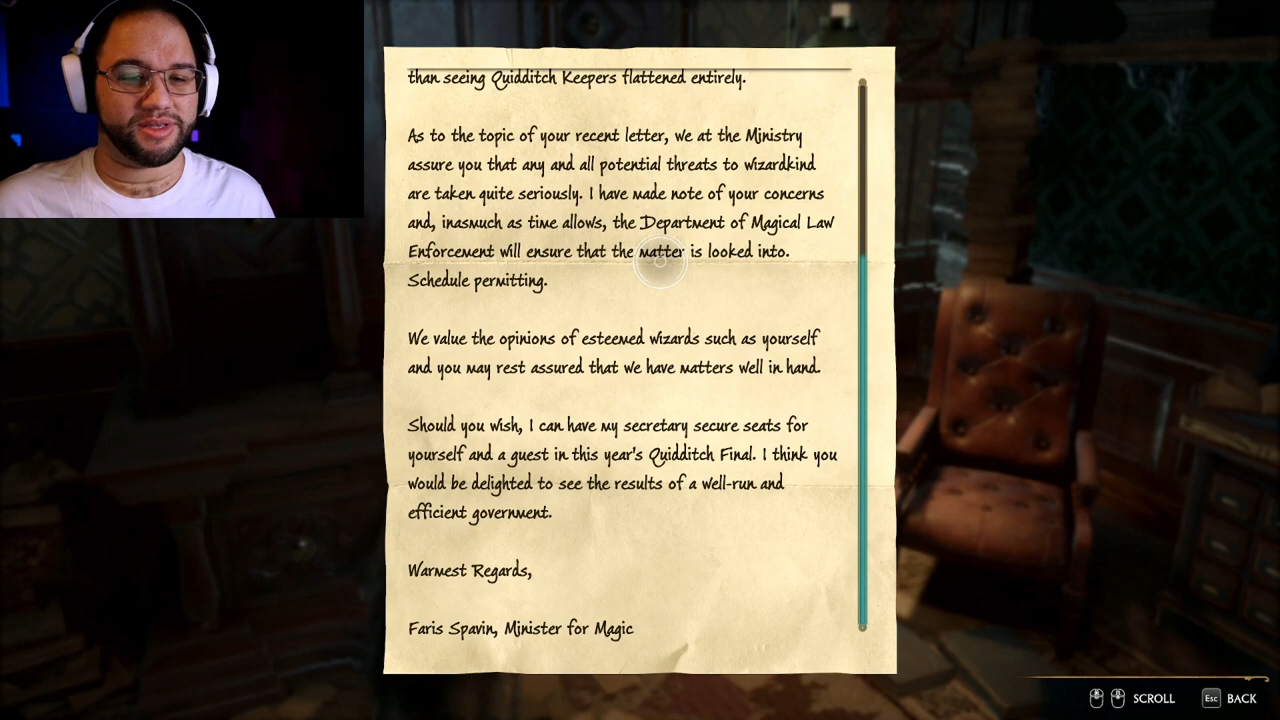 than seeing Quidditch Keepers flattened entirely.
As to the topic of your recent letter, we at the Ministry
assure you that any and all potential threats to wizardkind
are taken quite seriously. I have made note of your concerns
and, inasmuch as time allows, the Department of Magical Law
Enforcement will ensure that the matter is looked into.
Schedule permitting.
We value the opinions of esteemed wizards such as yourself
and you may rest assured that we have matters well in hand.
Should you wish, I can have my secretary secure seats for
yourself and a guest in this year's Quidditch Final. I think you
would be delighted to see the results of a well-run and
efficient government.
Warmest Regards,
Faris Spavin, Minister for Magic
SCROLL Esc BACK